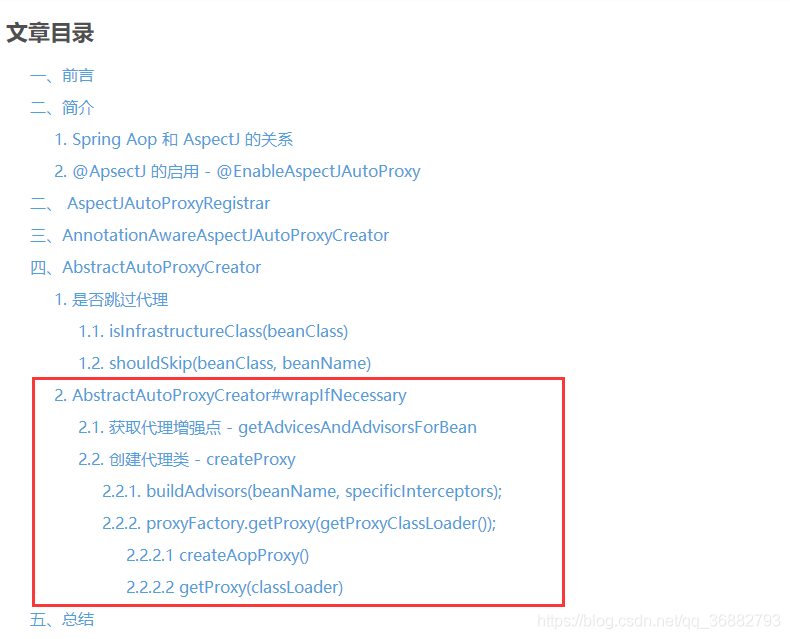 文章目录
一、前言
二、简介
1. Spring Aop 和 AspectJ 的关系
2. @ApsectJ 的启用 - @EnableAspectJAutoProxy
二、 AspectJAutoProxyRegistrar
三、AnnotationAwareAspectJAutoProxyCreator
四、AbstractAutoProxyCreator
1. 是否跳过代理
1.1. isInfrastructureClass(beanClass)
1.2. shouldSkip(beanClass, beanName)
2. AbstractAutoProxyCreator#wrapIfNecessary
2.1. 获取代理增强点 - getAdvicesAndAdvisorsForBean
2.2. 创建代理类 - createProxy
2.2.1. buildAdvisors(beanName, specificInterceptors);
2.2.2. proxyFactory.getProxy(getProxyClassLoader());
2.2.2.1 createAopProxy()
2.2.2.2 getProxy(classLoader)
五、总结
https://blog.csdn.net/qq_36882793